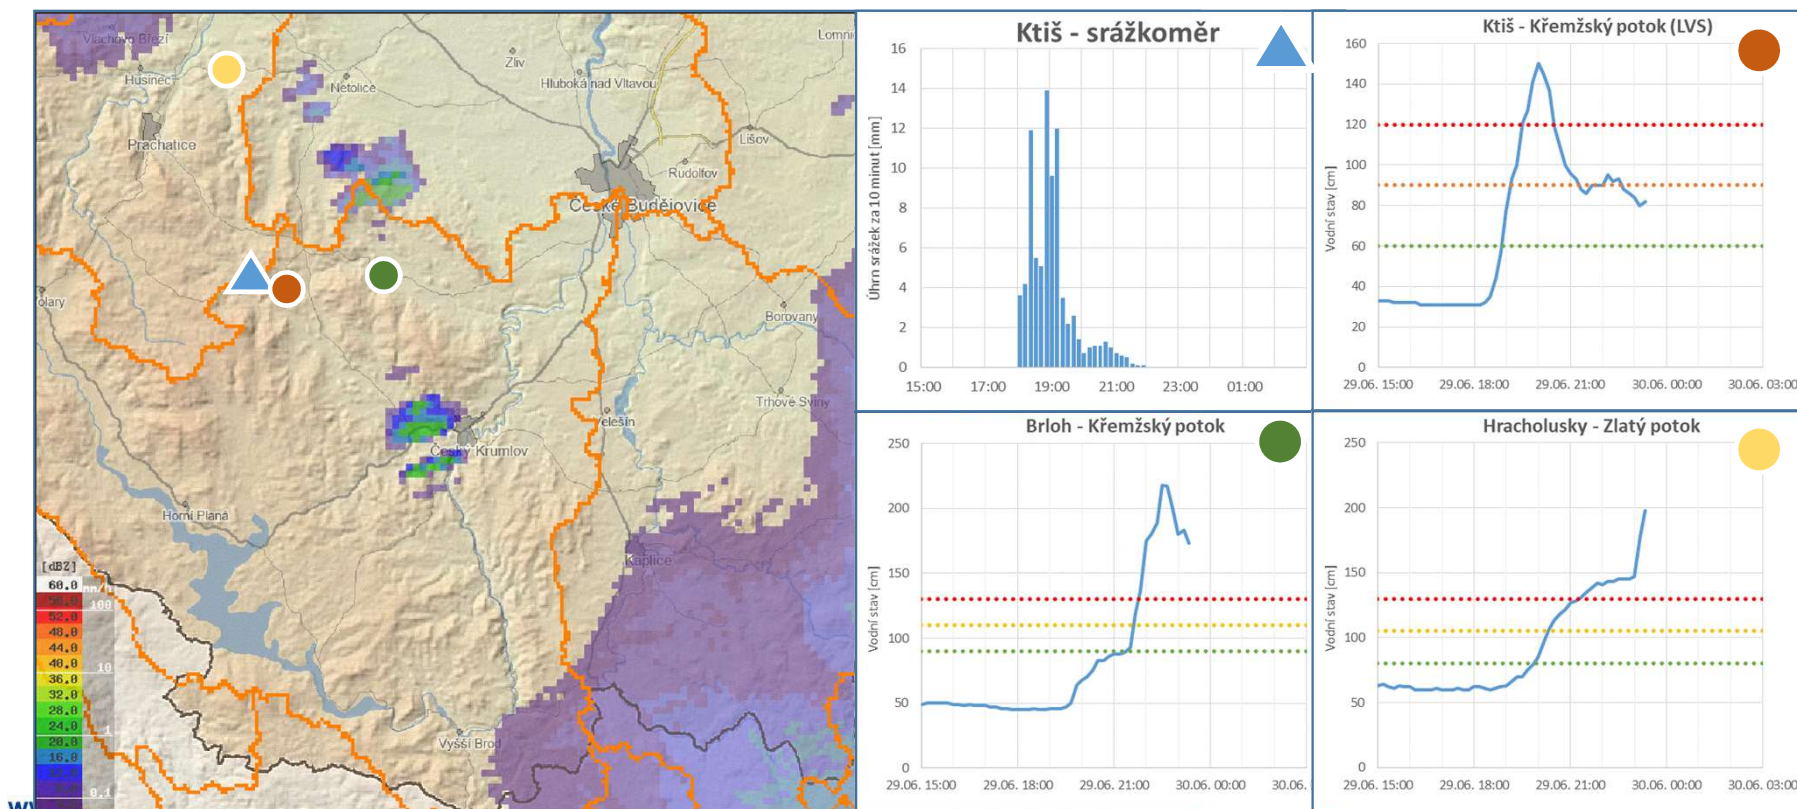 Vlachovo Březí
Lomni
Zliv
Husinec
Netolice
Hluboká nad Vltavou
Lišov
Prachatice
Rudolfov
České Budějovice
olary
Borovany
Trhové Sviny
Velešín
Český Krumlov
Horní Planá
Kaplice
Vyšší Brod
[dBZ]
60.0
56.0
52.0
48.0
44.0
40.0
36.0
32.0
28.0
24.0
20.0
16.0
100
10
1
0.1
Ktiš - srážkoměr
Úhrn srážek za 10 minut [mm]
16
14
12
10
8
6
4
2
0
15:00 17:00 19:00 21:00 23:00 01:00
Ktiš - Křemžský potok (LVS)
Vodní stav [cm]
160
140
120
100
80
60
40
20
0
29.06. 15:00 29.06. 18:00 29.06. 21:00 30.06. 00:00 30.06. 03:00
Brloh - Křemžský potok
Vodní stav [cm]
250
200
150
100
50
0
29.06. 15:00 29.06. 18:00 29.06. 21:00 30.06. 00:00 30.06.
Hracholusky - Zlatý potok
Vodní stav [cm]
250
200
150
100
50
0
29.06. 15:00 29.06. 18:00 29.06. 21:00 30.06. 00:00 30.06. 03:00